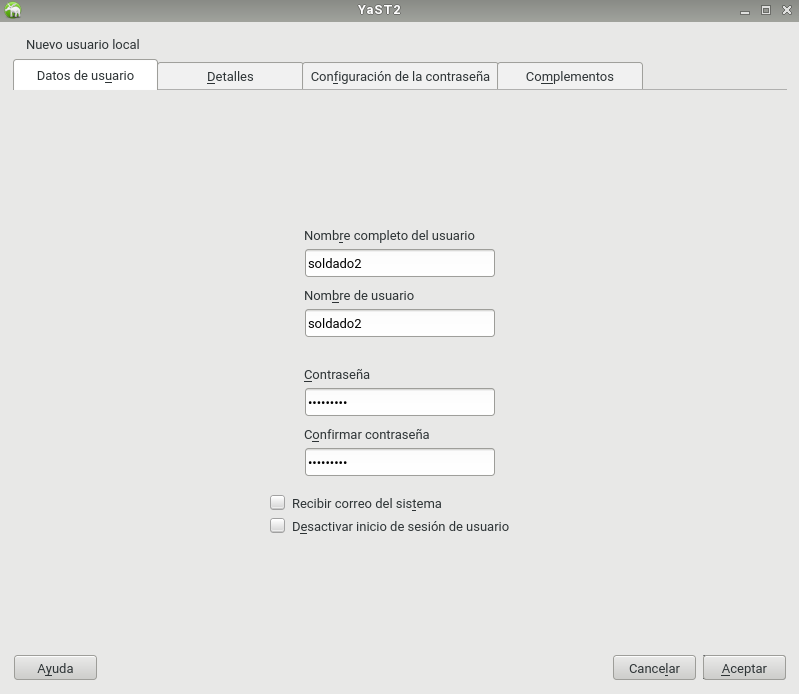 YaST2
Nuevo usuario local
Datos de usuario
Detalles
Configuración de la contraseña
Complementos
Nombre completo del usuario
soldado2
Nombre de usuario
soldado2
Contraseña
•••••••••
Confirmar contraseña
•••••••••
Recibir correo del sistema
Desactivar inicio de sesión de usuario
Ayuda
Cancelar
Aceptar